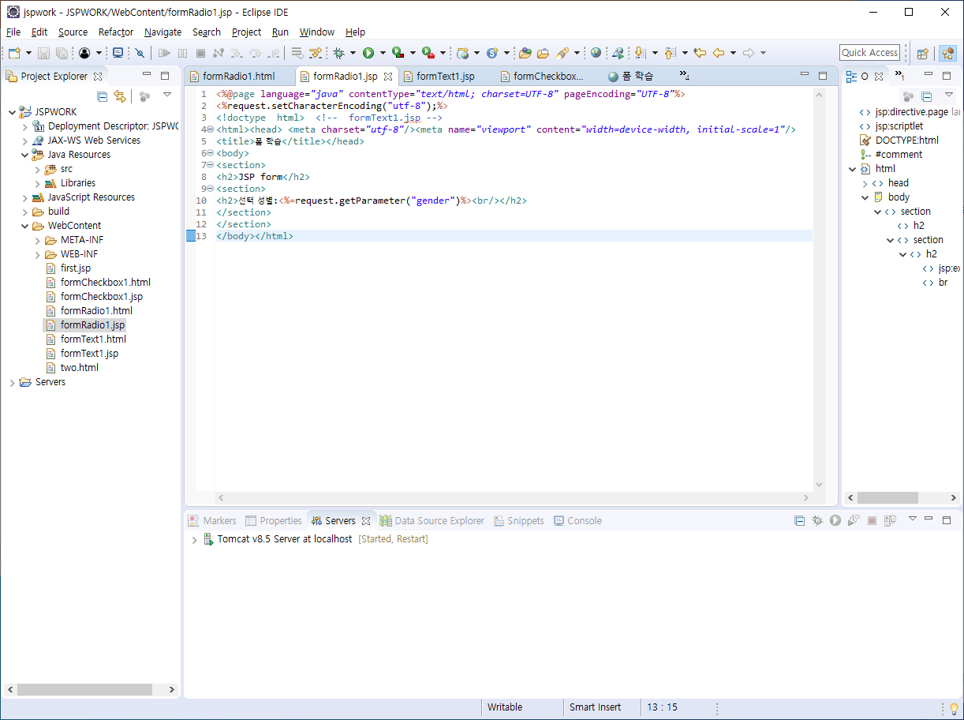 jspwork - JSPWORK/WebContent/formRadio1.jsp - Eclipse IDE
File Edit Source Refactor Navigate Search Project Run Window Help
Quick Access
Project Explorer
JSPWORK
Deployment Descriptor: JSPWC
JAX-WS Web Services
Java Resources
src
Libraries
JavaScript Resources
build
WebContent
META-INF
WEB-INF
first.jsp
formCheckbox1.html
formCheckbox1.jsp
formRadio1.html
formRadio1.jsp
formText1.html
formText1.jsp
two.html
Servers
formRadio1.html formRadio1.jsp formText1.jsp formCheckbox... 폼 학습 »4
1 <%@page language="java" contentType="text/html; charset=UTF-8" pageEncoding="UTF-8"%>
2 <%request.setCharacterEncoding("utf-8");%>
3 <!doctype html> <!-- formText1.jsp -->
4 <html><head> <meta charset="utf-8"/><meta name="viewport" content="width=device-width, initial-scale=1"/>
5 <title>폼 학습</title></head>
6 <body>
7 <section>
8 <h2>JSP form</h2>
9 <section>
10 <h2>선택 성별:<%=request.getParameter("gender")%><br/></h2>
11 </section>
12 </section>
13 </body></html>
O »1
jsp:directive.page lan
jsp:scriptlet
DOCTYPE:html
#comment
html
head
body
section
h2
section
h2
jsp:e
br
Markers Properties Servers Data Source Explorer Snippets Console
Tomcat v8.5 Server at localhost [Started, Restart]
Writable Smart Insert 13 : 15